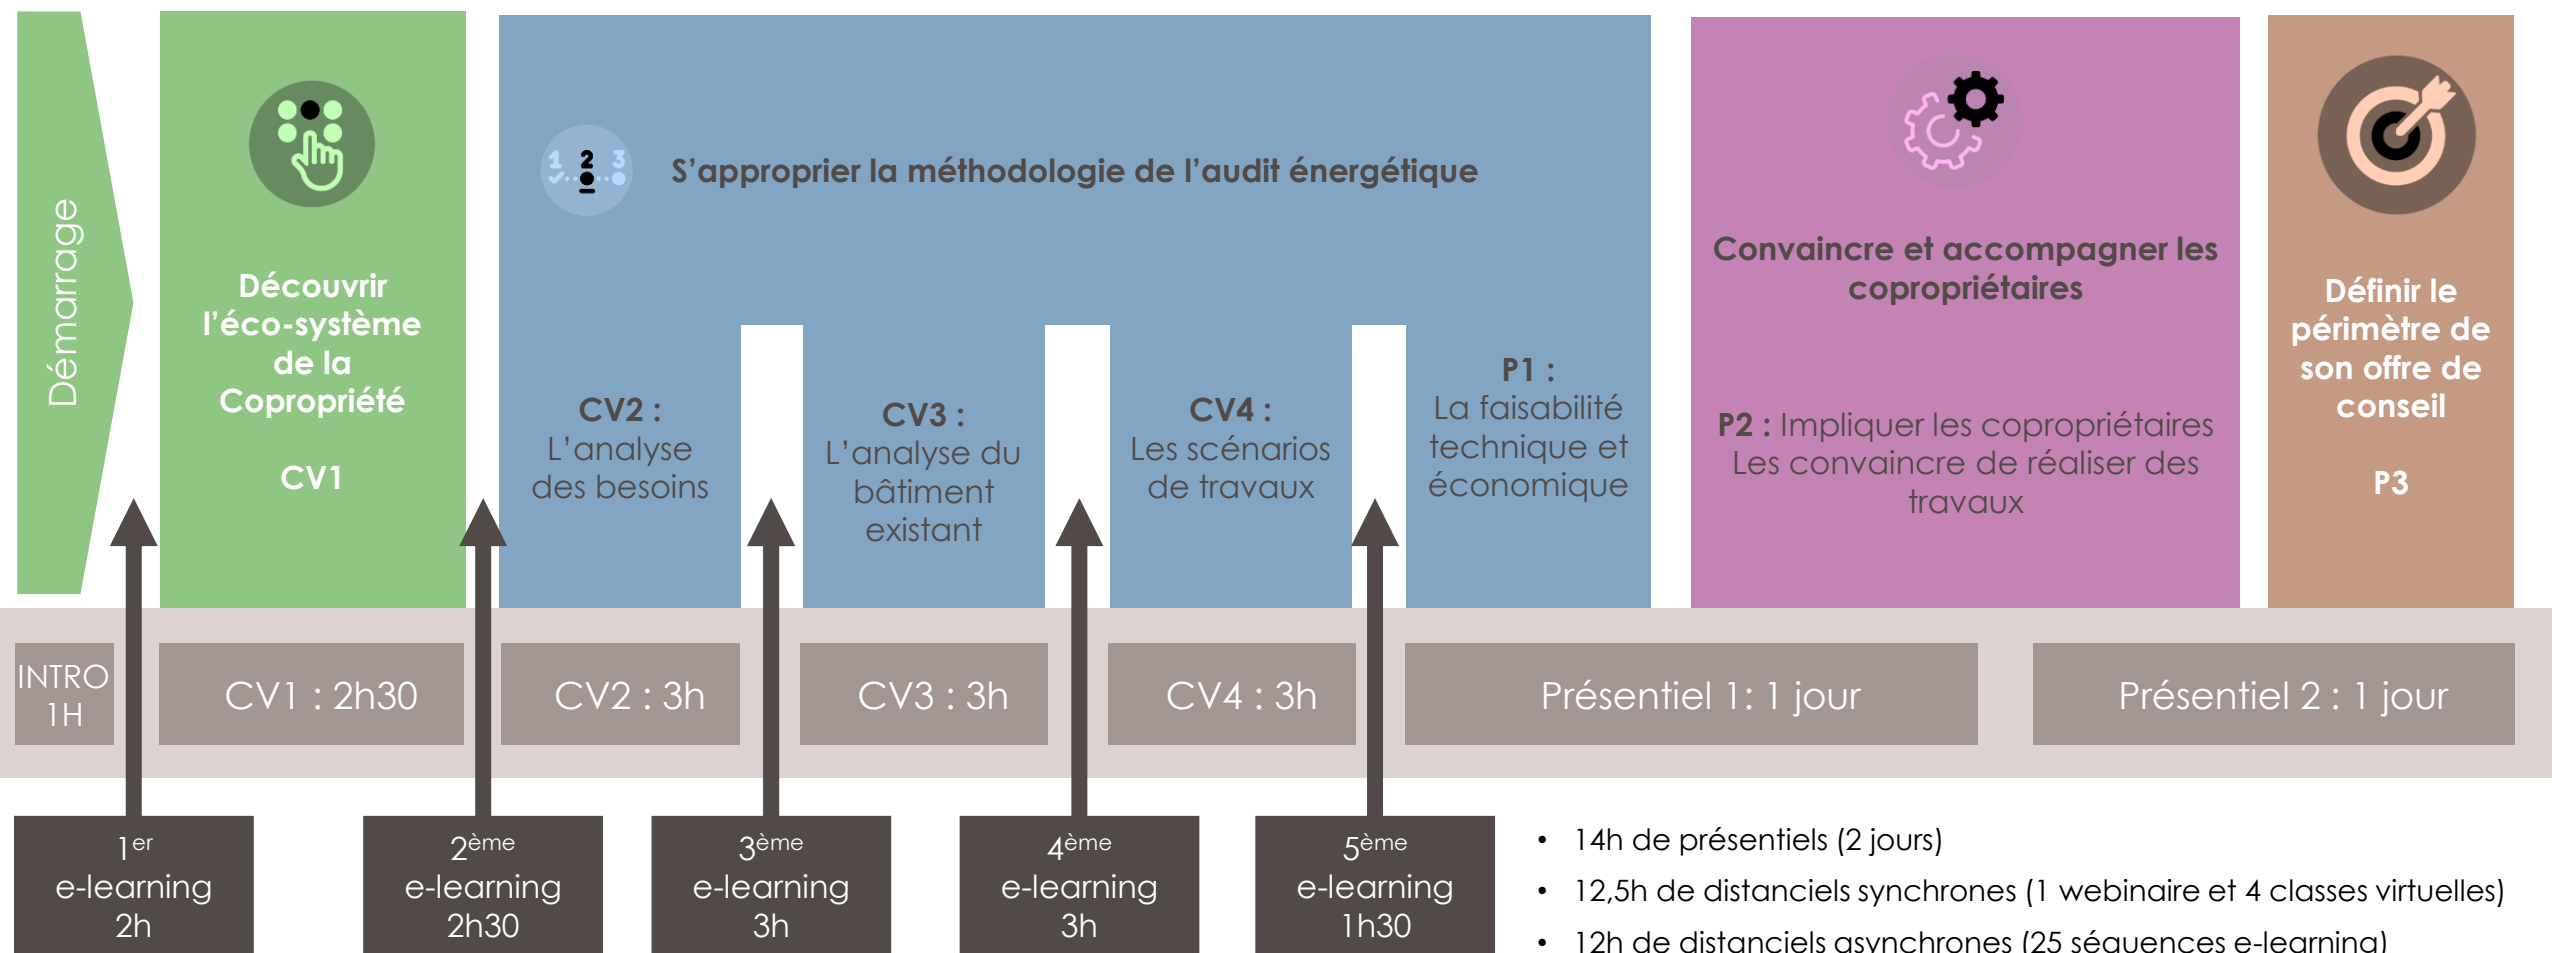 Démarrage
Découvrir
l’éco-système
de la
Copropriété
CV1
1 2 3
S’approprier la méthodologie de l’audit énergétique
CV2 :
L’analyse
des besoins
CV3 :
L’analyse du
bâtiment
existant
CV4 :
Les scénarios
de travaux
P1 :
La faisabilité
technique et
économique
Convaincre et accompagner les
copropriétaires
P2 : Impliquer les copropriétaires
Les convaincre de réaliser des
travaux
Définir le
périmètre de
son offre de
conseil
P3
INTRO
1H
CV1 : 2h30
CV2 : 3h
CV3 : 3h
CV4 : 3h
Présentiel 1: 1 jour
Présentiel 2 : 1 jour
1er
e-learning
2h
2ème
e-learning
2h30
3ème
e-learning
3h
4ème
e-learning
3h
5ème
e-learning
1h30
• 14h de présentiels (2 jours)
• 12,5h de distanciels synchrones (1 webinaire et 4 classes virtuelles)
• 12h de distanciels asynchrones (25 séquences e-learning)